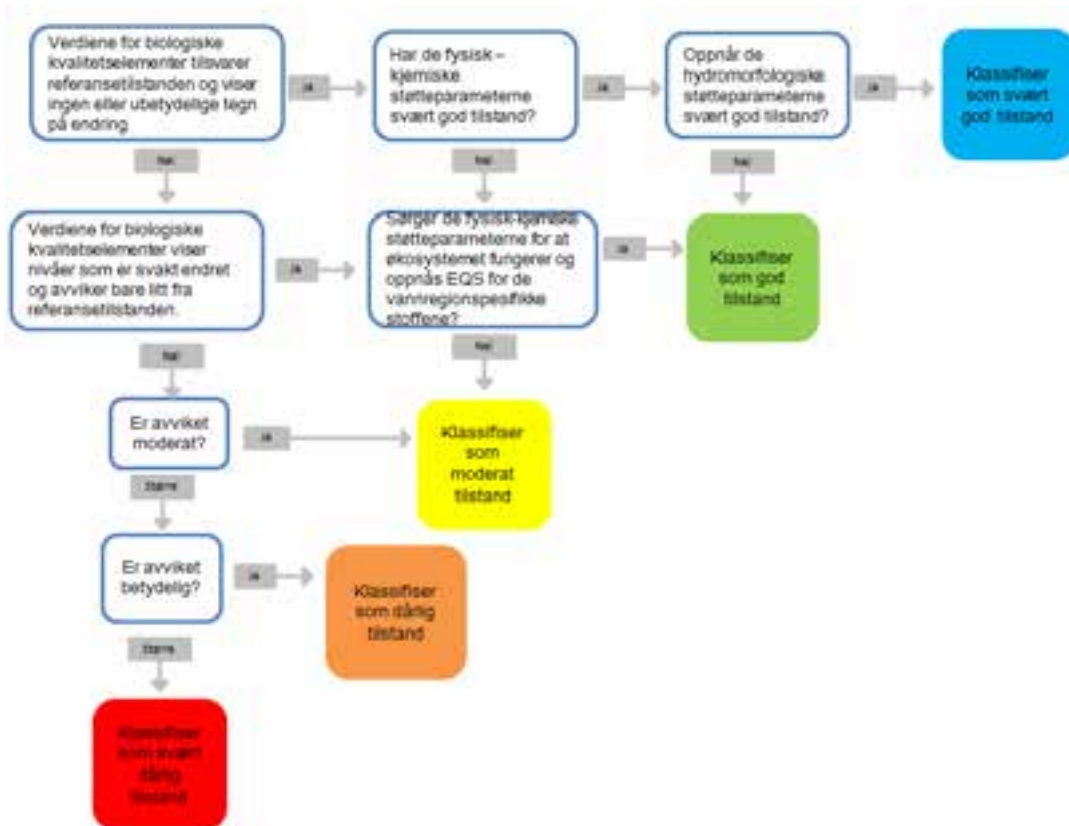 Verdiene for biologiske
kvalitetselementer tilsvarer
referansetilstanden og viser
ingen eller ubetydelige tegn
på endring
Ja
Har de fysisk –
kjemiske
støtteparameterne
svært god tilstand?
Ja
Oppnår de
hydromorfologiske
støtteparameterne
svært god tilstand?
Ja
Klassifiser
som svært
god tilstand
Nei
Nei
Nei
Verdiene for biologiske
kvalitetselementer viser
nivåer som er svakt endret
og avviker bare litt fra
referansetilstanden.
Ja
Sørger de fysisk-kjemiske
støtteparameterne for at
økosystemet fungerer og
oppnås EQS for de
vannregionspesifikke
stoffene?
Ja
Klassifiser
som god
tilstand
Nei
Nei
Er avviket
moderat?
Ja
Klassifiser
som
moderat
tilstand
Større
Er avviket
betydelig?
Ja
Klassifiser
som dårlig
tilstand
Større
Klassifiser
som svært
dårlig
tilstand